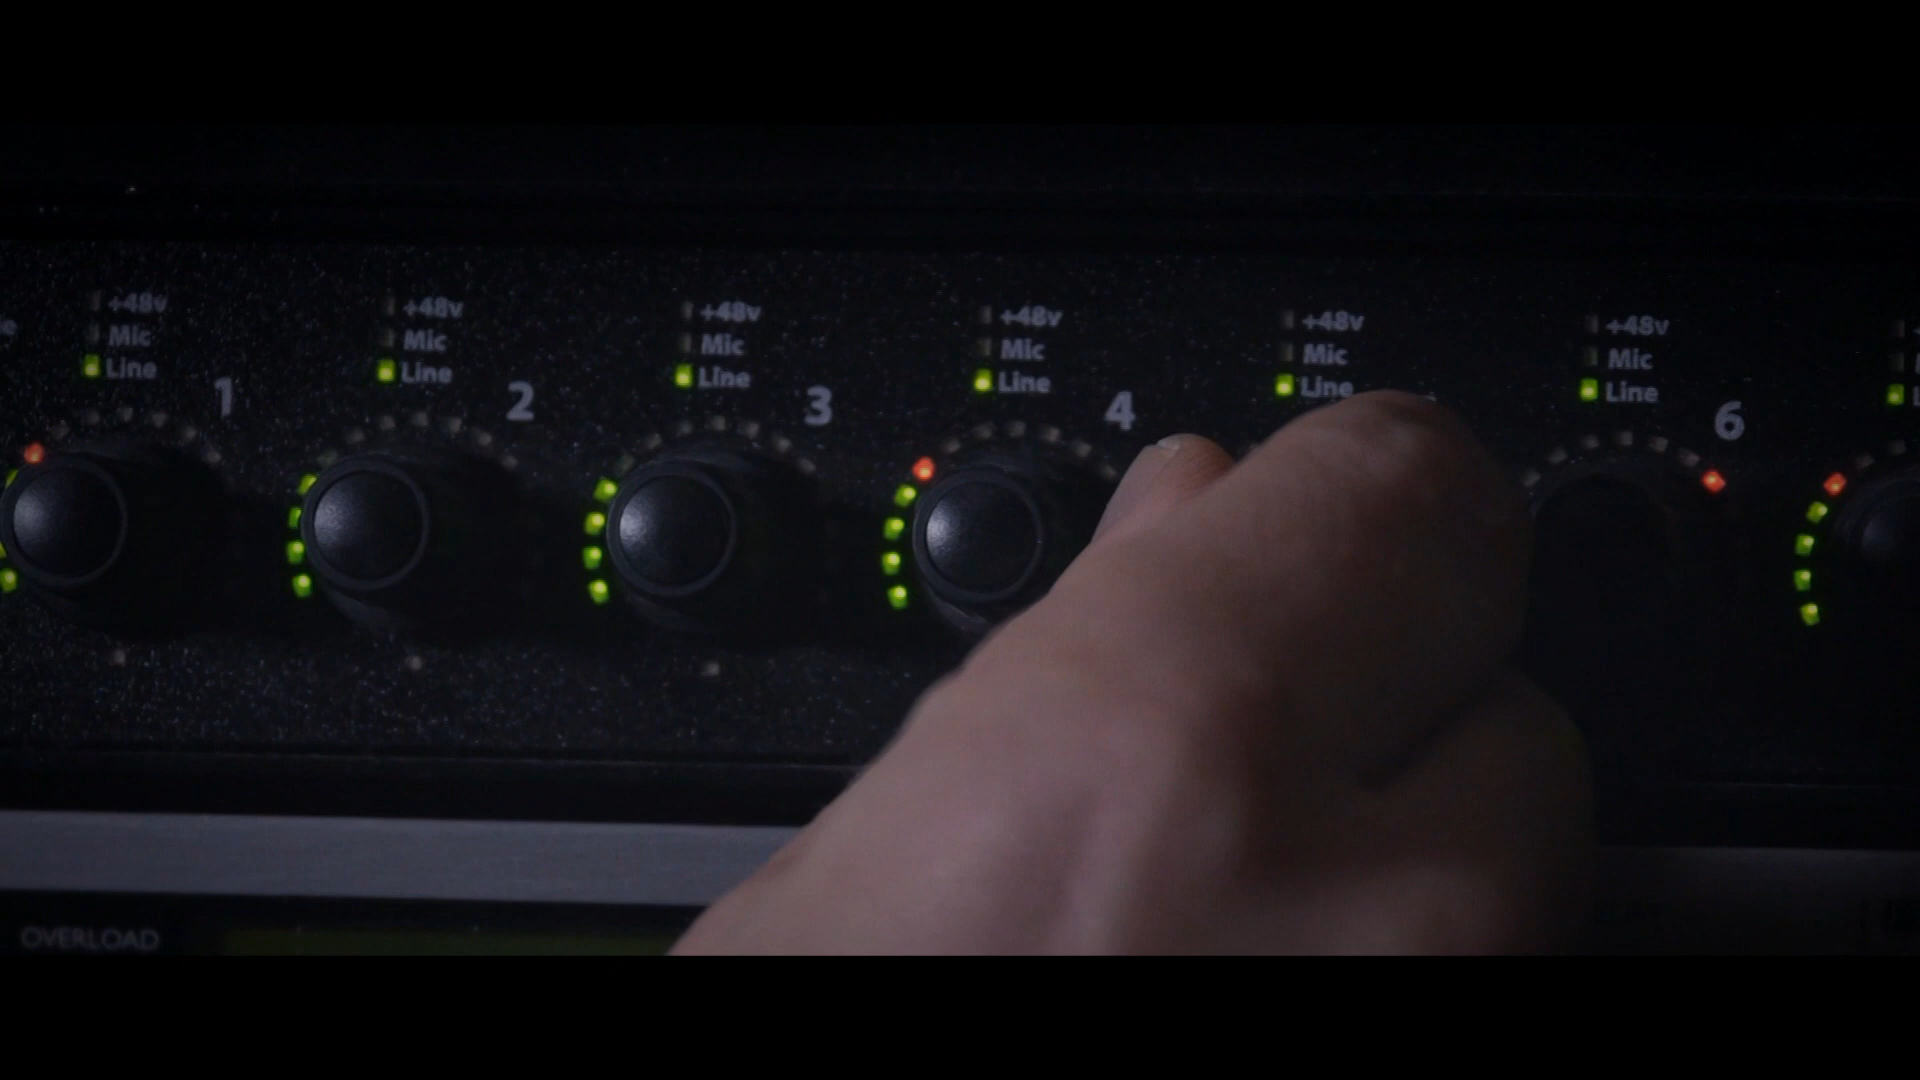 +48v +48v +48v +48v +48v +48v
Mic Mic Mic Mic Mic Mic
Line Line Line Line Line Line
1 2 3 4 6
OVERLOAD